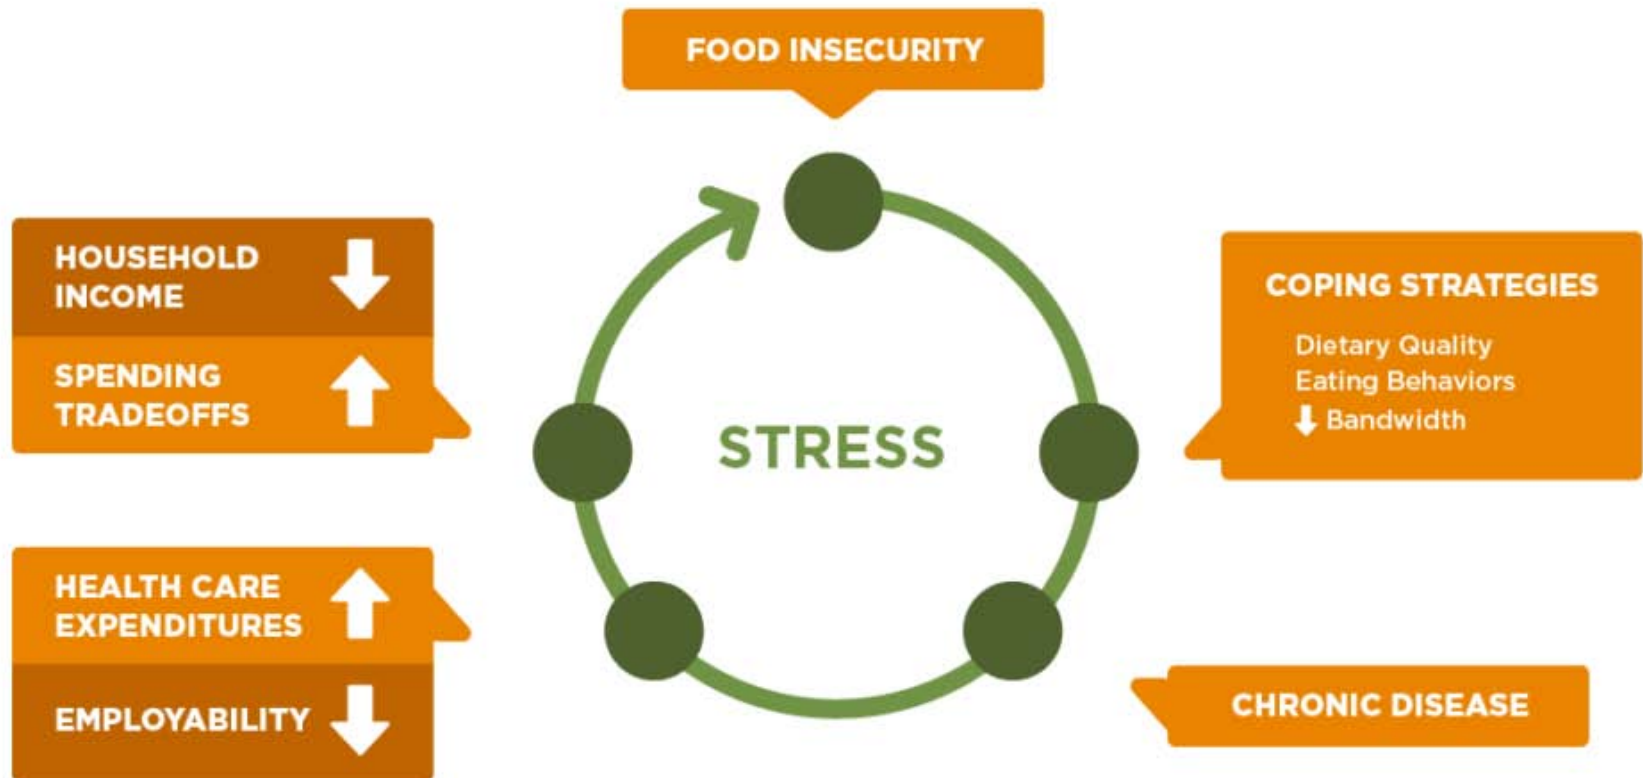 FOOD INSECURITY
HOUSEHOLD
INCOME
SPENDING
TRADEOFFS
STRESS
COPING STRATEGIES
Dietary Quality
Eating Behaviors
Bandwidth
HEALTH CARE
EXPENDITURES
EMPLOYABILITY
CHRONIC DISEASE